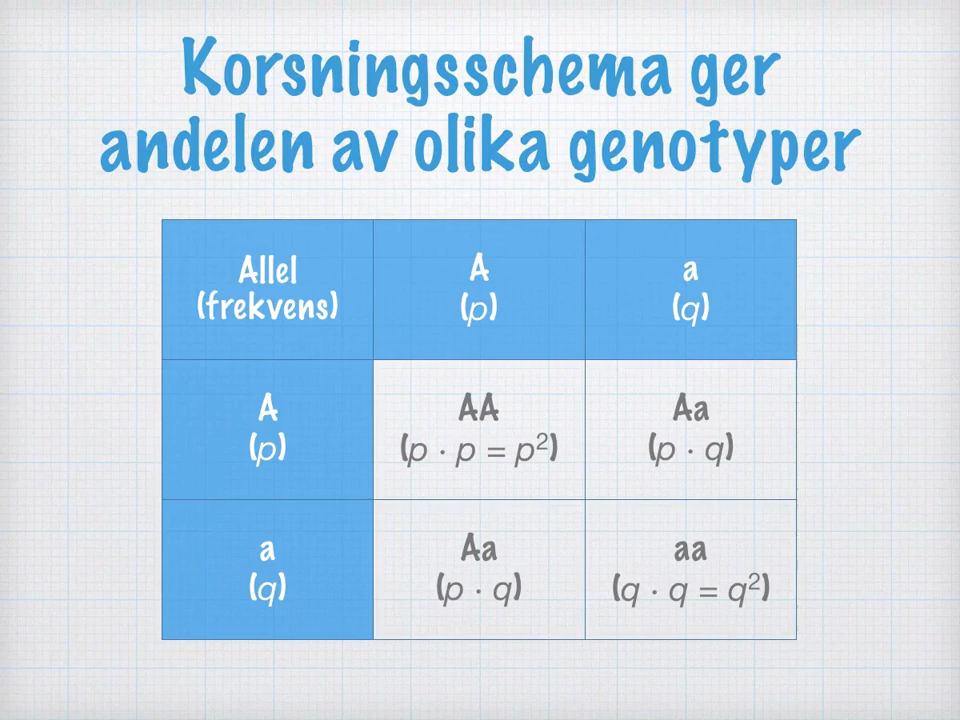 Korsningsschema ger
andelen av olika genotyper
Allel
(frekvens)
A
(p)
a
(q)
A
(p)
AA
(p · p = p²)
Aa
(p · q)
a
(q)
Aa
(p · q)
aa
(q · q = q²)